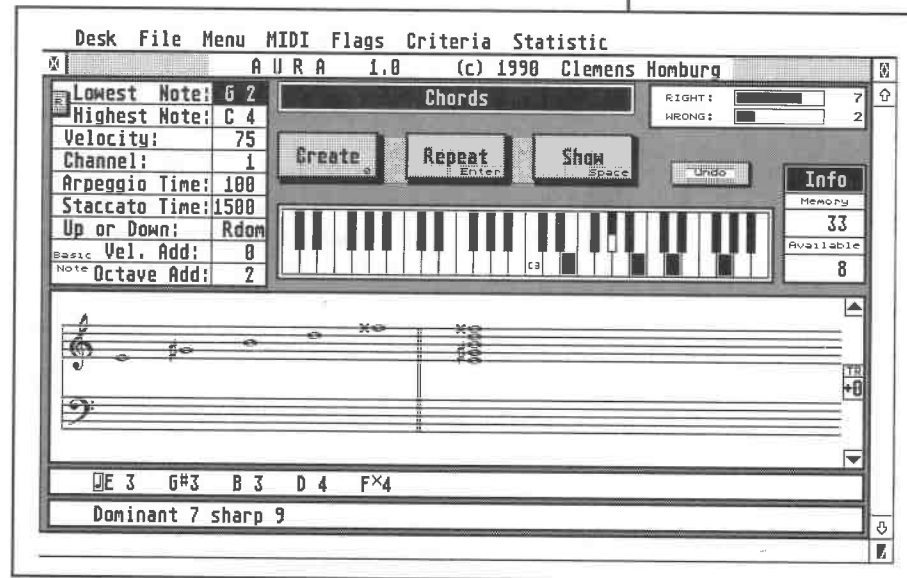 Desk File Menu MIDI Flags Criteria Statistic
A U R A 1.0 (c) 1990 Clemens Homburg
R
Lowest Note: G 2
Highest Note: C 4
Velocity: 75
Channel: 1
Arpeggio Time: 100
Staccato Time: 1500
Up or Down: Rdom
Basic Vel. Add: 0
Note Octave Add: 2
Chords
RIGHT: 7
WRONG: 2
Create
Repeat
Enter
Show
Space
Undo
Info
Memory
33
Available
8
C3
TR
+0
E 3 G#3 B 3 D 4 F×4
Dominant 7 sharp 9